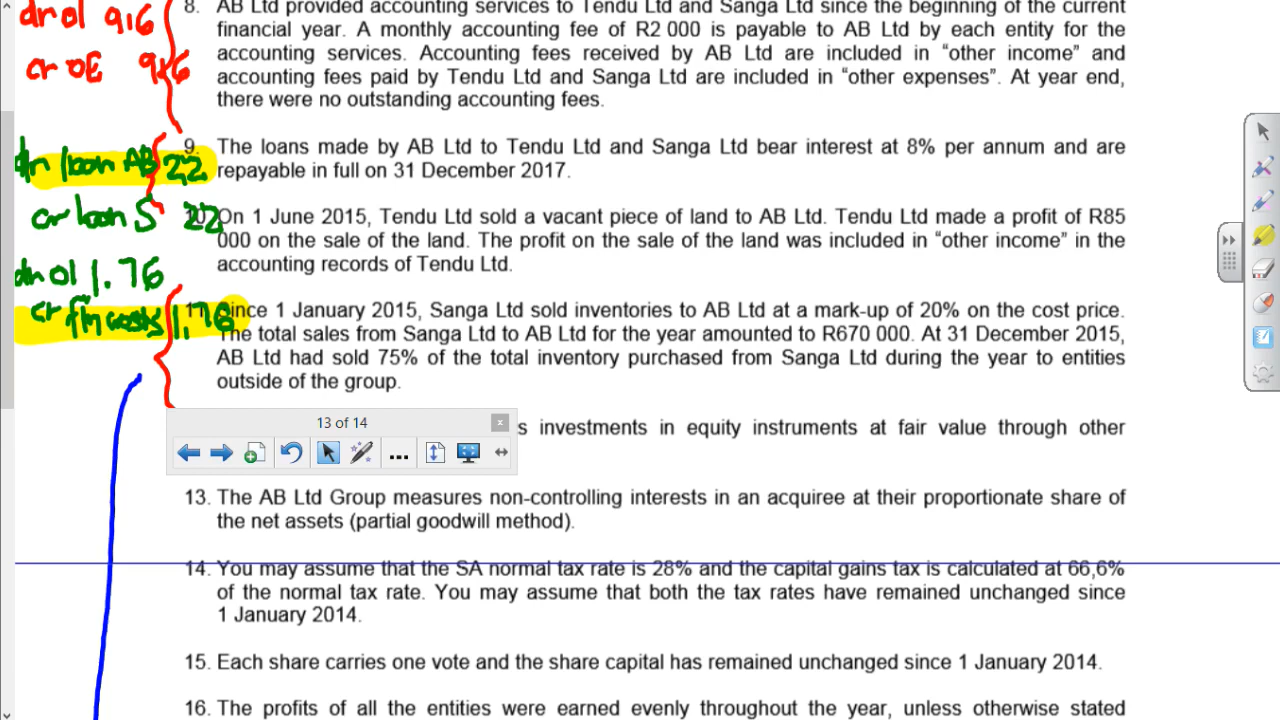 dr OI 916
cr OE 916
dr loan AB 22
cr loan S 22
dr OI 1.76
cr fin costs 1.76
8. AB Ltd provided accounting services to Tendu Ltd and Sanga Ltd since the beginning of the current
financial year. A monthly accounting fee of R2 000 is payable to AB Ltd by each entity for the
accounting services. Accounting fees received by AB Ltd are included in “other income” and
accounting fees paid by Tendu Ltd and Sanga Ltd are included in “other expenses”. At year end,
there were no outstanding accounting fees.
9. The loans made by AB Ltd to Tendu Ltd and Sanga Ltd bear interest at 8% per annum and are
repayable in full on 31 December 2017.
10. On 1 June 2015, Tendu Ltd sold a vacant piece of land to AB Ltd. Tendu Ltd made a profit of R85
000 on the sale of the land. The profit on the sale of the land was included in “other income” in the
accounting records of Tendu Ltd.
11. Since 1 January 2015, Sanga Ltd sold inventories to AB Ltd at a mark-up of 20% on the cost price.
The total sales from Sanga Ltd to AB Ltd for the year amounted to R670 000. At 31 December 2015,
AB Ltd had sold 75% of the total inventory purchased from Sanga Ltd during the year to entities
outside of the group.
13 of 14
s investments in equity instruments at fair value through other
13. The AB Ltd Group measures non-controlling interests in an acquiree at their proportionate share of
the net assets (partial goodwill method).
14. You may assume that the SA normal tax rate is 28% and the capital gains tax is calculated at 66,6%
of the normal tax rate. You may assume that both the tax rates have remained unchanged since
1 January 2014.
15. Each share carries one vote and the share capital has remained unchanged since 1 January 2014.
16. The profits of all the entities were earned evenly throughout the year, unless otherwise stated